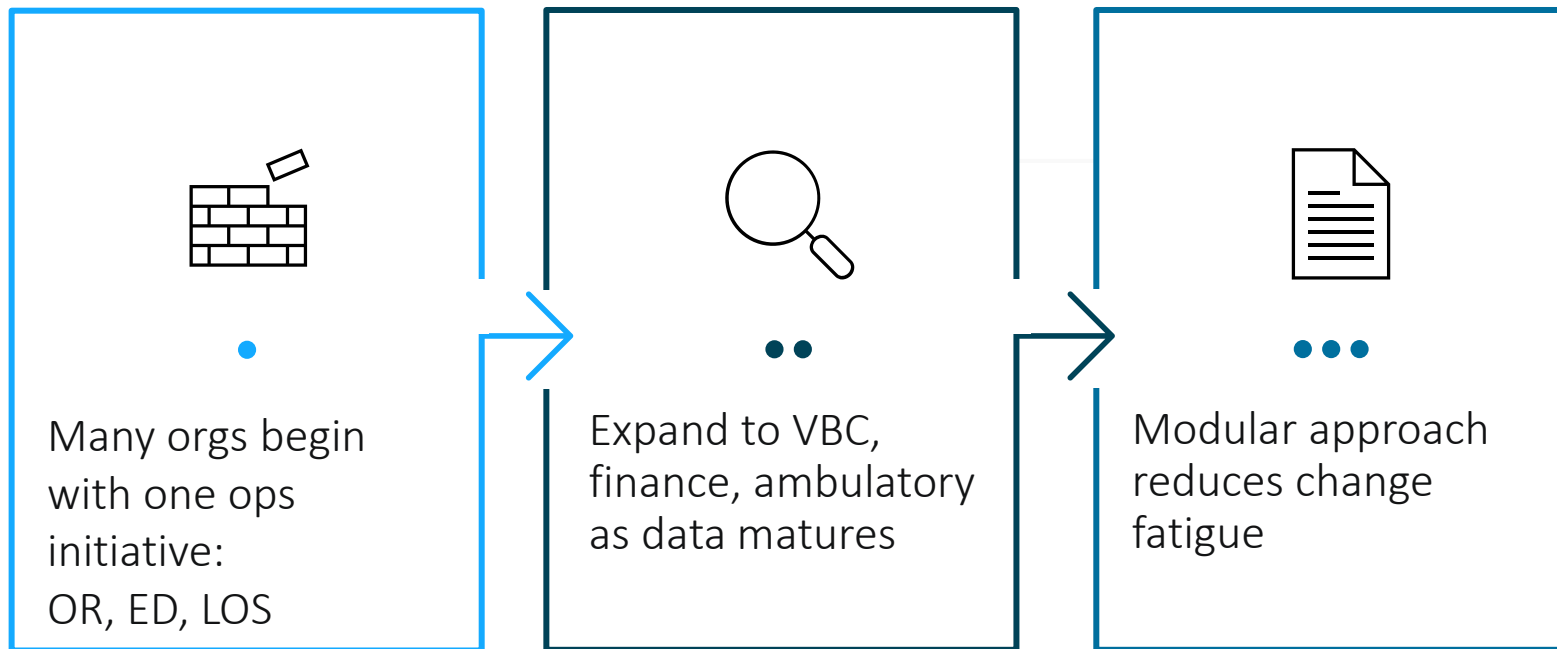 Many orgs begin
with one ops
initiative:
OR, ED, LOS
Expand to VBC,
finance, ambulatory
as data matures
Modular approach
reduces change
fatigue